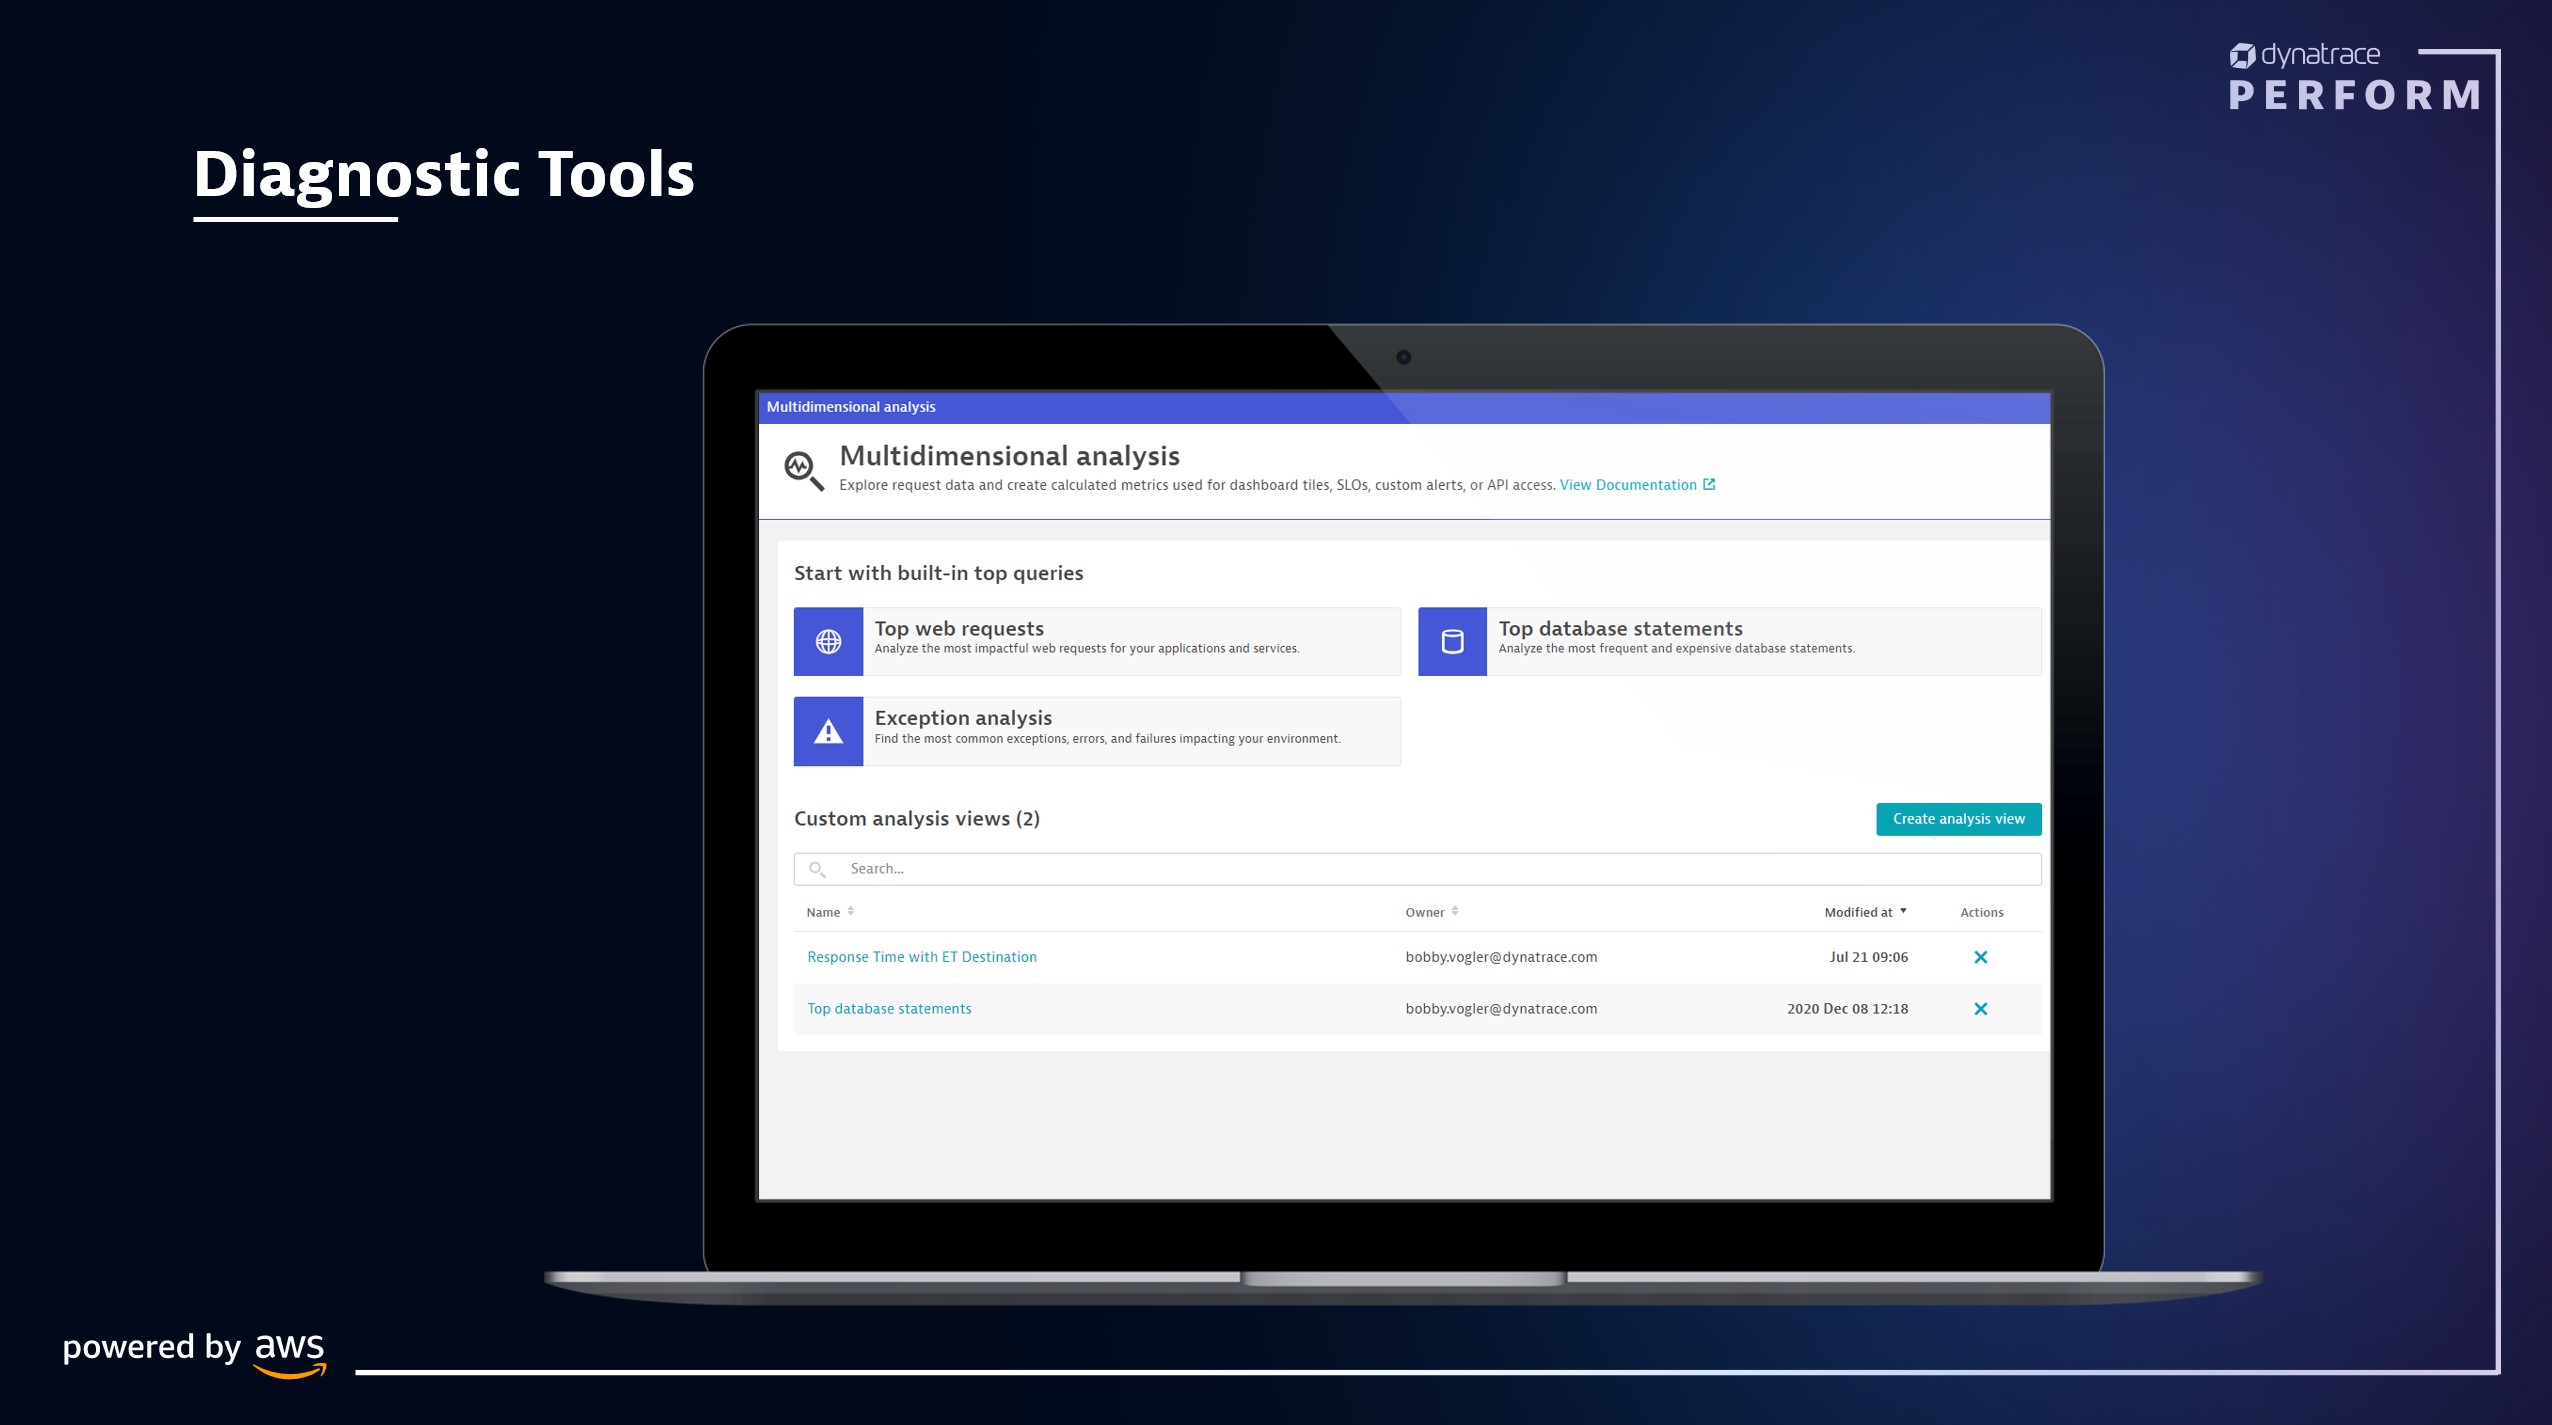 dynatrace
PERFORM
Diagnostic Tools
Multidimensional analysis
Multidimensional analysis
Explore request data and create calculated metrics used for dashboard tiles, SLOs, custom alerts, or API access. View Documentation
Start with built-in top queries
Top web requests
Analyze the most impactful web requests for your applications and services.
Top database statements
Analyze the most frequent and expensive database statements.
Exception analysis
Find the most common exceptions, errors, and failures impacting your environment.
Custom analysis views (2)
Create analysis view
Search...
Name Owner Modified at Actions
Response Time with ET Destination bobby.vogler@dynatrace.com Jul 21 09:06
Top database statements bobby.vogler@dynatrace.com 2020 Dec 08 12:18
powered by aws